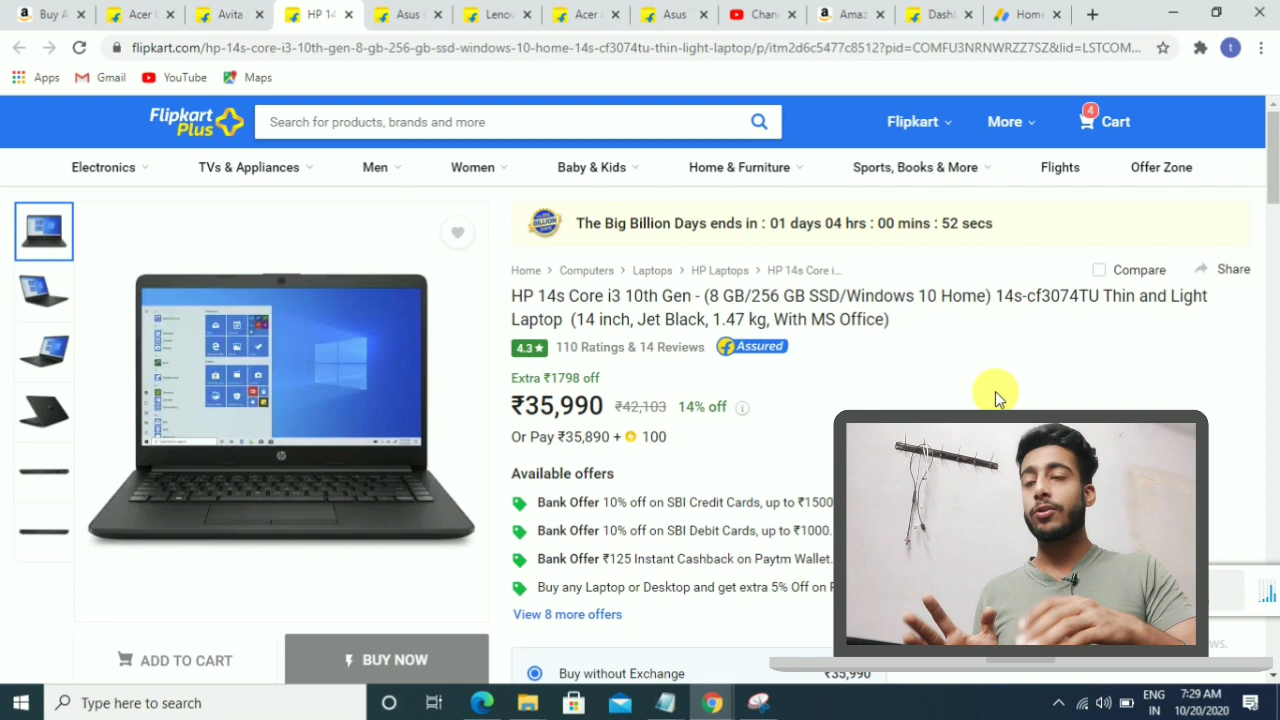 Buy A
Acer (
Avita
HP 14
Asus
Lenov
Acer
Asus
Chan
Amaz
Dash
Home
flipkart.com/hp-14s-core-i3-10th-gen-8-gb-256-gb-ssd-windows-10-home-14s-cf3074tu-thin-light-laptop/p/itm2d6c5477c8512?pid=COMFU3NRNWRZZ7SZ&lid=LSTCOM...
t
Apps
Gmail
YouTube
Maps
Flipkart
Plus
Search for products, brands and more
Flipkart
More
4
Cart
Electronics
TVs & Appliances
Men
Women
Baby & Kids
Home & Furniture
Sports, Books & More
Flights
Offer Zone
The Big Billion Days ends in : 01 days 04 hrs : 00 mins : 52 secs
Home > Computers > Laptops > HP Laptops > HP 14s Core i...
Compare
Share
HP 14s Core i3 10th Gen - (8 GB/256 GB SSD/Windows 10 Home) 14s-cf3074TU Thin and Light
Laptop (14 inch, Jet Black, 1.47 kg, With MS Office)
4.3★ 110 Ratings & 14 Reviews Assured
Extra ₹1798 off
₹35,990 ₹42,103 14% off
Or Pay ₹35,890 + 100
Available offers
Bank Offer 10% off on SBI Credit Cards, up to ₹1500
Bank Offer 10% off on SBI Debit Cards, up to ₹1000.
Bank Offer ₹125 Instant Cashback on Paytm Wallet.
Buy any Laptop or Desktop and get extra 5% Off on
View 8 more offers
ADD TO CART
BUY NOW
Buy without Exchange
₹35,990
Type here to search
ENG
IN
7:29 AM
10/20/2020